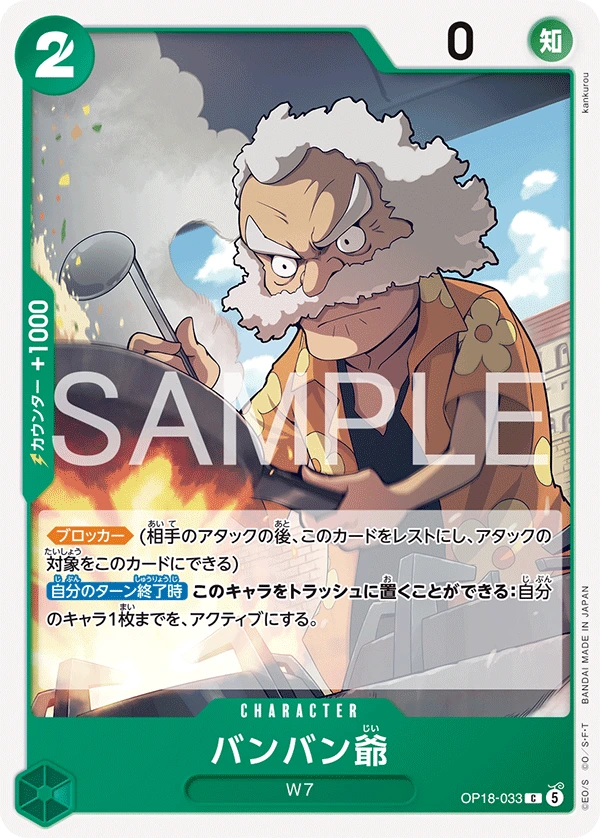 2
0
知
kankurou
カウンター +1000
SAMPLE
ブロッカー (相手のアタックの後、このカードをレストにし、アタックの
対象をこのカードにできる)
自分のターン終了時 このキャラをトラッシュに置くことができる:自分
のキャラ1枚までを、アクティブにする。
CHARACTER
バンバン爺
W7
OP18-033 C 5
©E.O/S ©O/S・F・T BANDAI MADE IN JAPAN